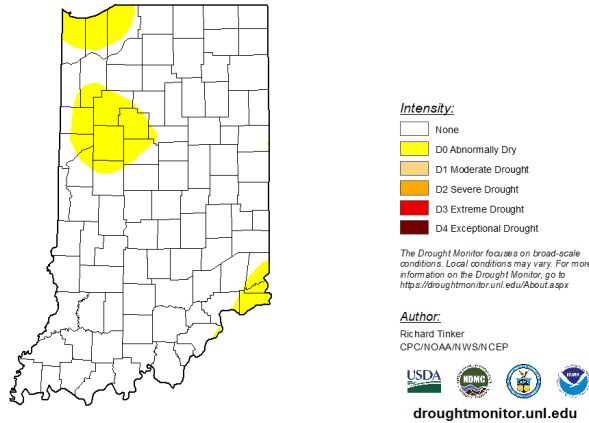 Intensity:
None
D0 Abnormally Dry
D1 Moderate Drought
D2 Severe Drought
D3 Extreme Drought
D4 Exceptional Drought
The Drought Monitor focuses on broad-scale
conditions. Local conditions may vary. For more
information on the Drought Monitor, go to
https://droughtmonitor.unl.edu/About.aspx
Author:
Richard Tinker
CPC/NOAA/NWS/NCEP
USDA
NDMC
NOAA
droughtmonitor.unl.edu